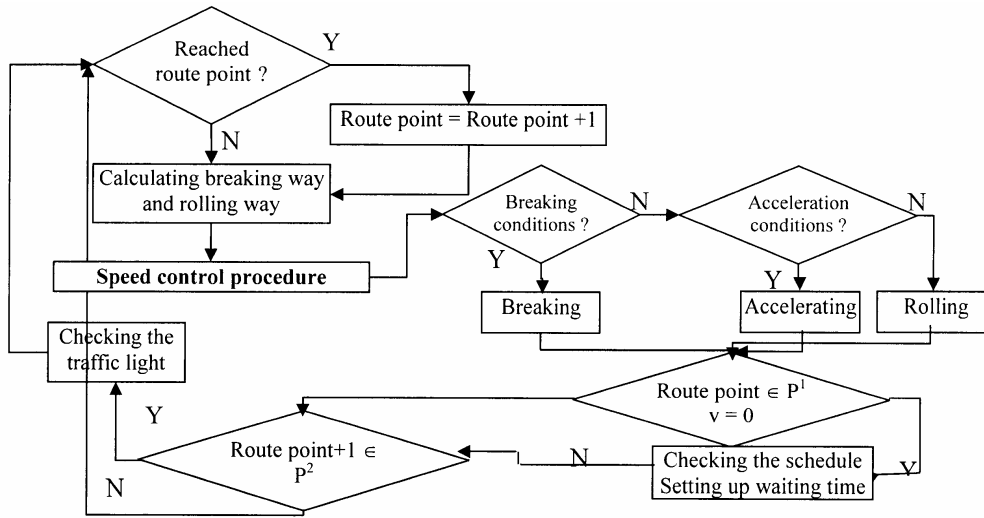 Reached
route point ?
Y
Route point = Route point +1
N
Calculating breaking way
and rolling way
Breaking
conditions ?
N
Acceleration
conditions ?
N
Y
Y
Speed control procedure
Breaking
Accelerating
Rolling
Checking the
traffic light
Route point ∈ P¹
v = 0
Y
Route point+1 ∈
P²
N
N
Checking the schedule
Setting up waiting time
Y